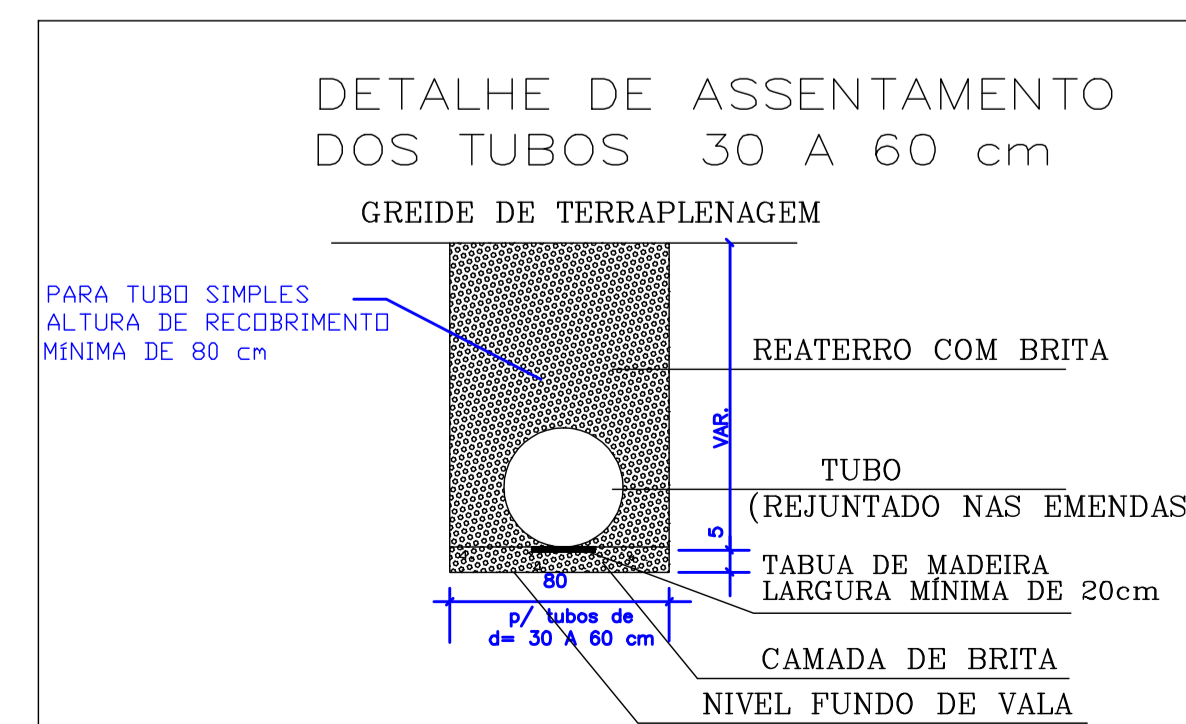 DETALHE DE ASSENTAMENTO
DOS TUBOS 30 A 60 cm
GREIDE DE TERRAPLENAGEM
PARA TUBO SIMPLES
ALTURA DE RECOBRIMENTO
MÍNIMA DE 80 cm
REATERRO COM BRITA
VAR.
TUBO
(REJUNTADO NAS EMENDAS
5
TABUA DE MADEIRA
LARGURA MÍNIMA DE 20cm
80
p/ tubos de
d= 30 A 60 cm
CAMADA DE BRITA
NIVEL FUNDO DE VALA